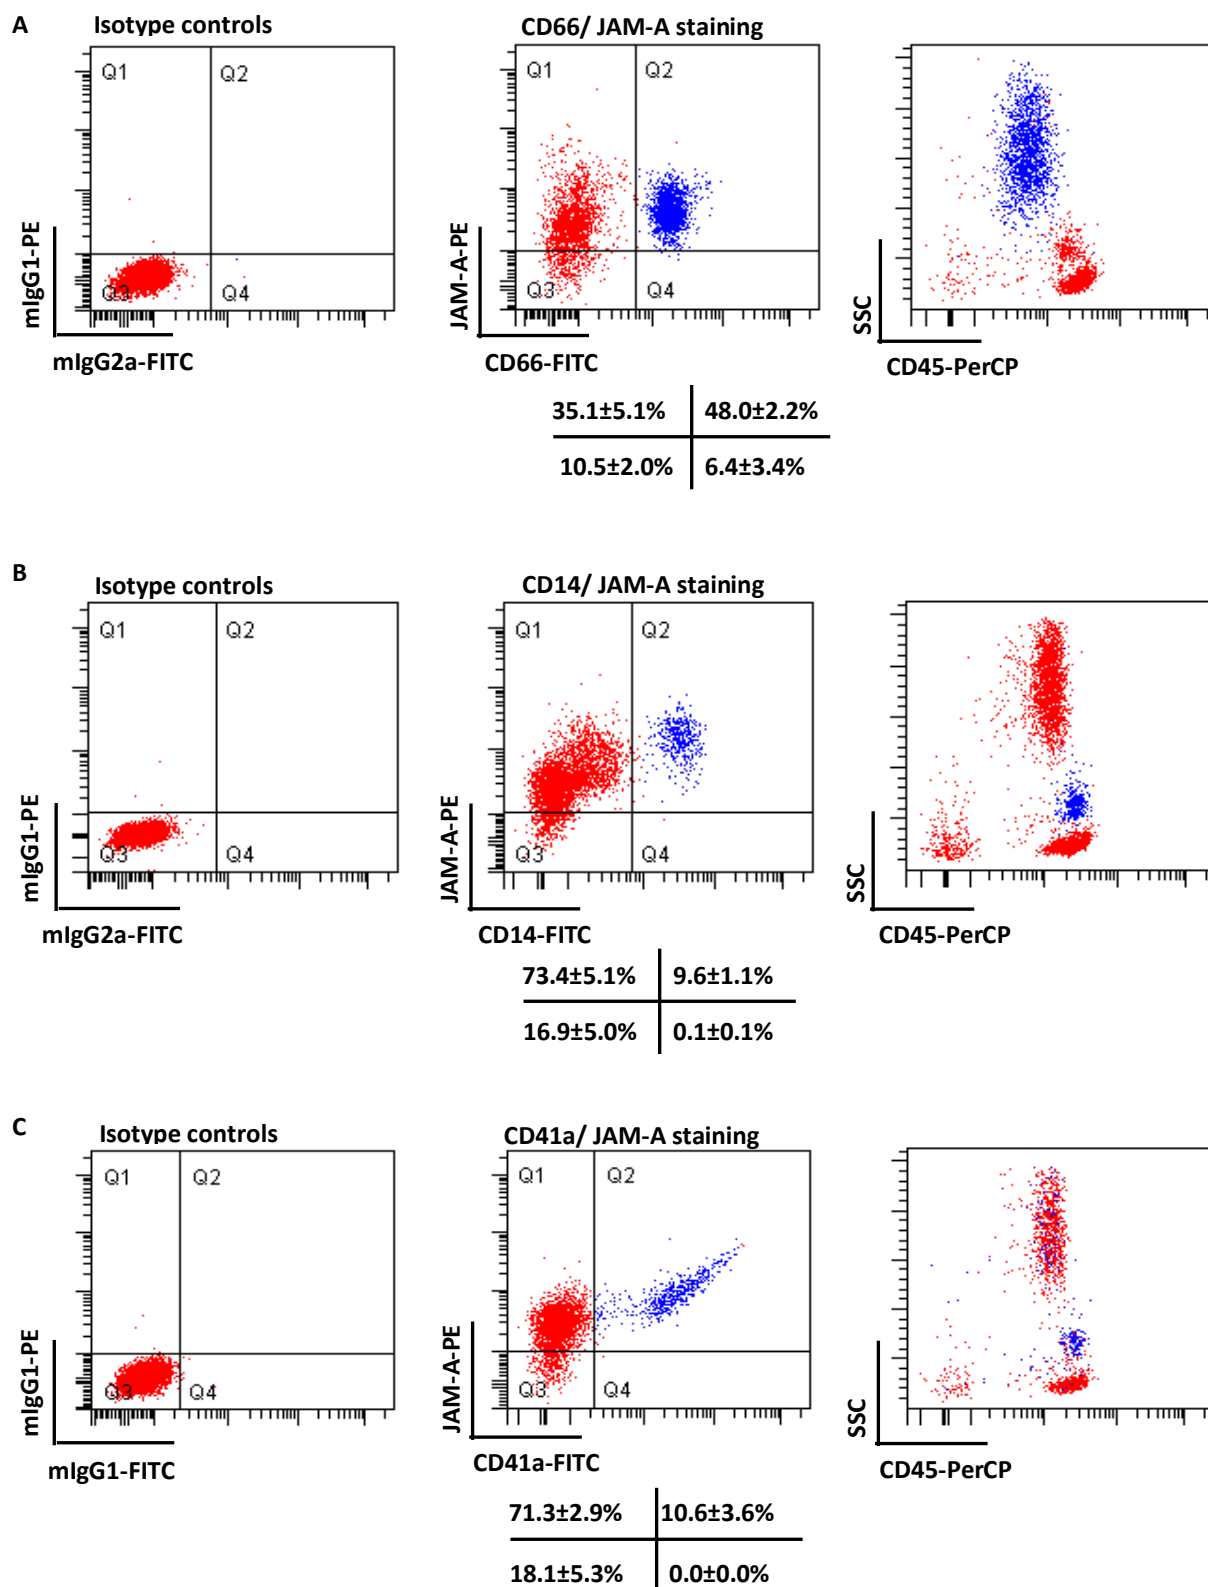 A
Isotype controls
CD66/ JAM-A staining
Q1
Q2
Q3
Q4
mIgG1-PE
mIgG2a-FITC
Q1
Q2
Q3
Q4
JAM-A-PE
CD66-FITC
SSC
CD45-PerCP
35.1±5.1% 48.0±2.2%
10.5±2.0% 6.4±3.4%
B
Isotype controls
CD14/ JAM-A staining
Q1
Q2
Q3
Q4
mIgG1-PE
mIgG2a-FITC
Q1
Q2
Q3
Q4
JAM-A-PE
CD14-FITC
SSC
CD45-PerCP
73.4±5.1% 9.6±1.1%
16.9±5.0% 0.1±0.1%
C
Isotype controls
CD41a/ JAM-A staining
Q1
Q2
Q3
Q4
mIgG1-PE
mIgG1-FITC
Q1
Q2
Q3
Q4
JAM-A-PE
CD41a-FITC
SSC
CD45-PerCP
71.3±2.9% 10.6±3.6%
18.1±5.3% 0.0±0.0%